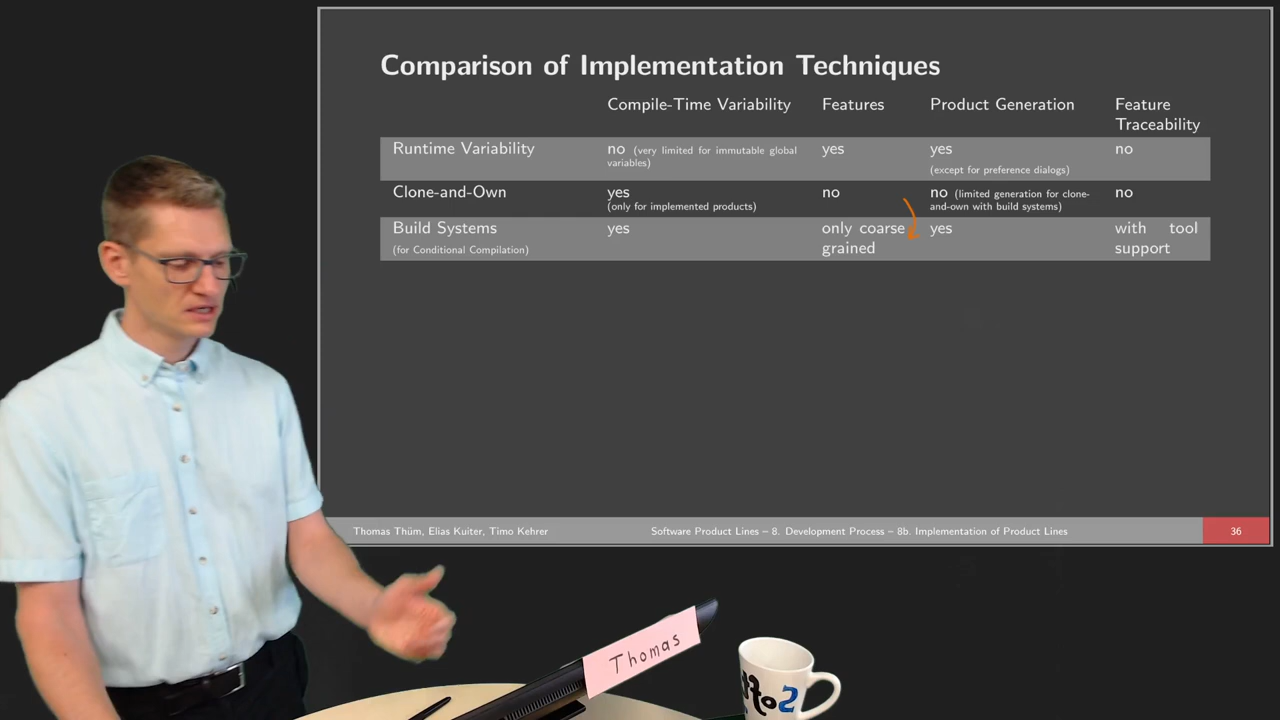 Comparison of Implementation Techniques
Compile-Time Variability Features Product Generation Feature
Traceability
Runtime Variability no (very limited for immutable global yes yes no
variables) (except for preference dialogs)
Clone-and-Own yes no no (limited generation for clone- no
(only for implemented products) and-own with build systems)
Build Systems yes only coarse yes with tool
(for Conditional Compilation) grained support
Thomas Thüm, Elias Kuiter, Timo Kehrer Software Product Lines – 8. Development Process – 8b. Implementation of Product Lines 36
Thomas